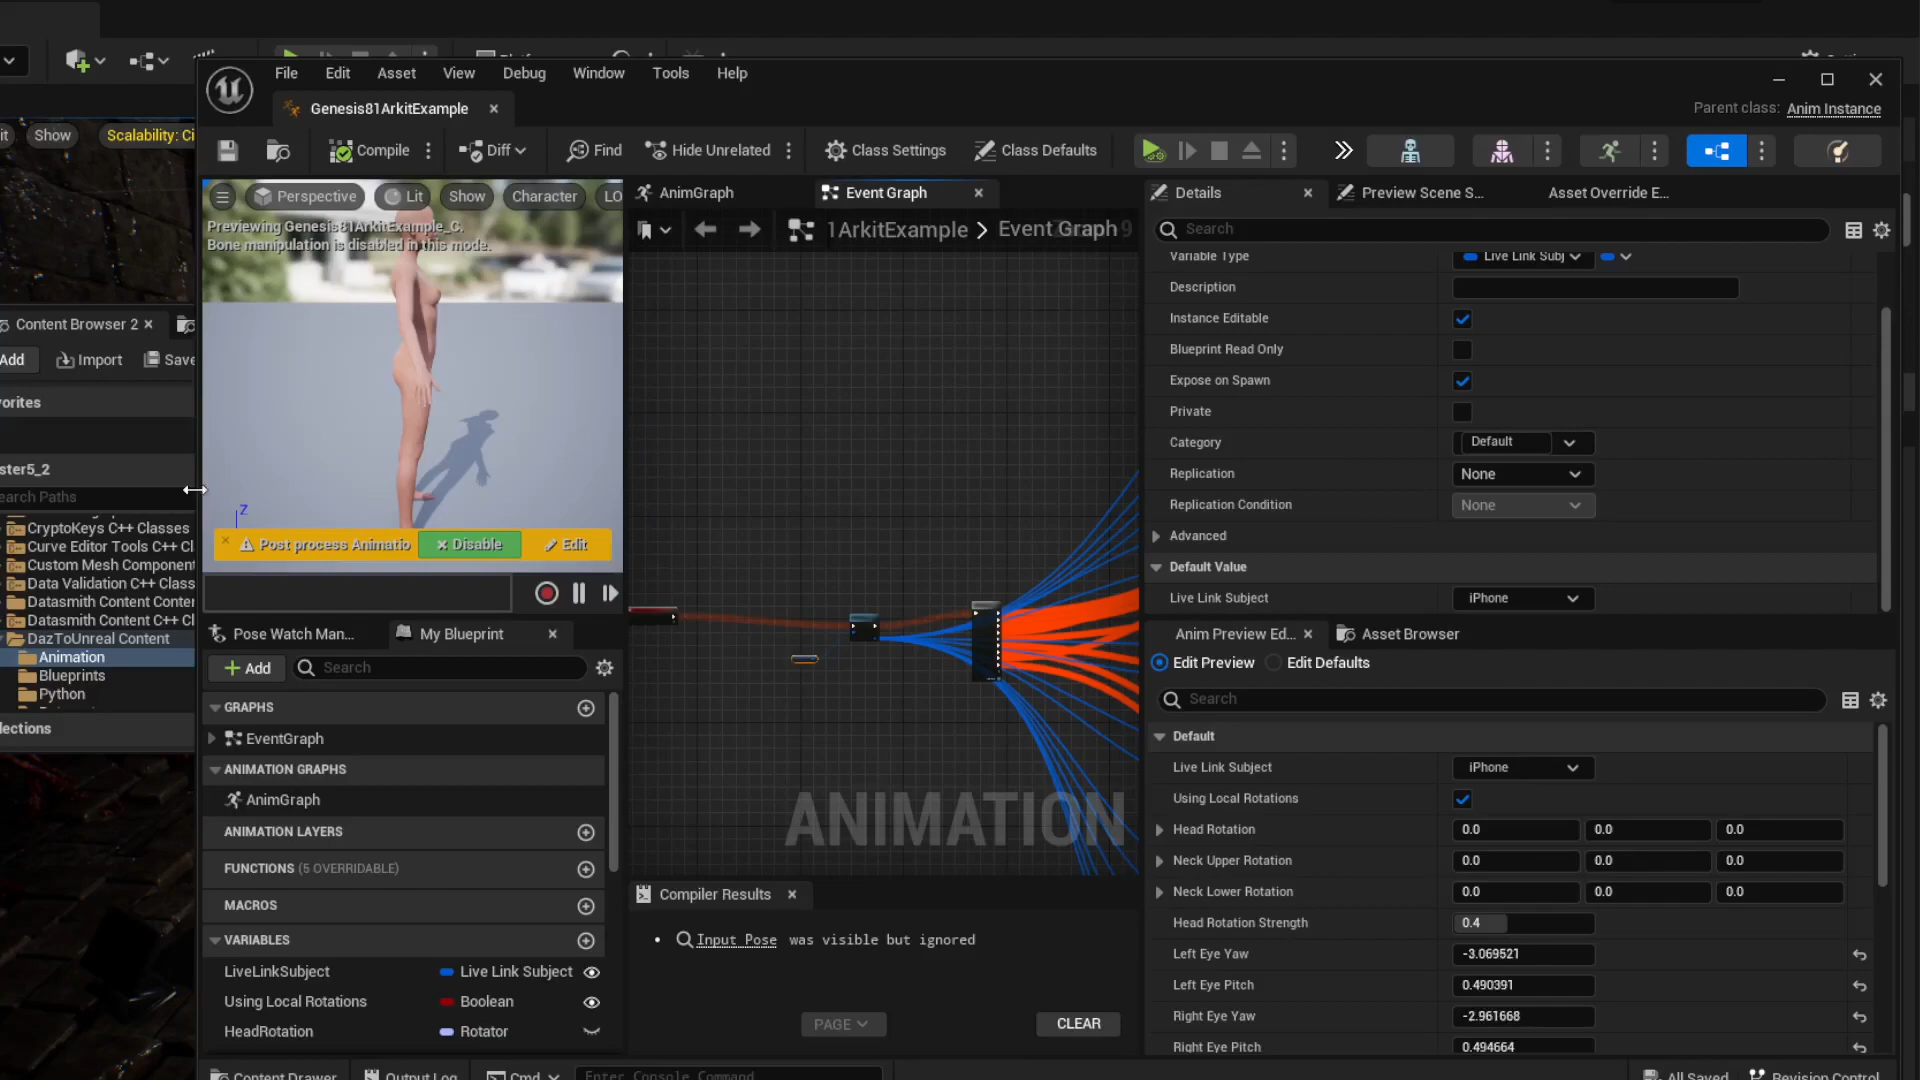 File Edit Asset View Debug Window Tools Help
Genesis81ArkitExample
Parent class: Anim Instance
Show
Scalability: Ci
Compile
Diff
Find
Hide Unrelated
Class Settings
Class Defaults
Perspective
Lit
Show
Character
LO
Previewing Genesis81ArkitExample_C.
Bone manipulation is disabled in this mode.
AnimGraph
Event Graph
1ArkitExample > Event Graph
Details
Preview Scene S...
Asset Override E...
Search
Variable Type
Live Link Subj
Description
Instance Editable
Blueprint Read Only
Expose on Spawn
Private
Category
Default
Replication
None
Replication Condition
None
Advanced
Default Value
Live Link Subject
iPhone
Content Browser 2
Add
Import
Save
vorites
ster5_2
earch Paths
CryptoKeys C++ Classes
Curve Editor Tools C++ Cl
Custom Mesh Component
Data Validation C++ Class
Datasmith Content Conter
Datasmith Content C++ Cl
DazToUnreal Content
Animation
Blueprints
Python
lections
Z
Post process Animatio
Disable
Edit
Pose Watch Man...
My Blueprint
Add
Search
GRAPHS
EventGraph
ANIMATION GRAPHS
AnimGraph
ANIMATION LAYERS
FUNCTIONS (5 OVERRIDABLE)
MACROS
VARIABLES
LiveLinkSubject
Live Link Subject
Using Local Rotations
Boolean
HeadRotation
Rotator
ANIMATION
Compiler Results
Input Pose was visible but ignored
PAGE
CLEAR
Anim Preview Ed...
Asset Browser
Edit Preview
Edit Defaults
Search
Default
Live Link Subject
iPhone
Using Local Rotations
Head Rotation
0.0 0.0 0.0
Neck Upper Rotation
0.0 0.0 0.0
Neck Lower Rotation
0.0 0.0 0.0
Head Rotation Strength
0.4
Left Eye Yaw
-3.069521
Left Eye Pitch
0.490391
Right Eye Yaw
-2.961668
Right Eye Pitch
0.494664
Content Drawer
Output Log
Cmd
Enter Console Command
All Saved
Revision Control